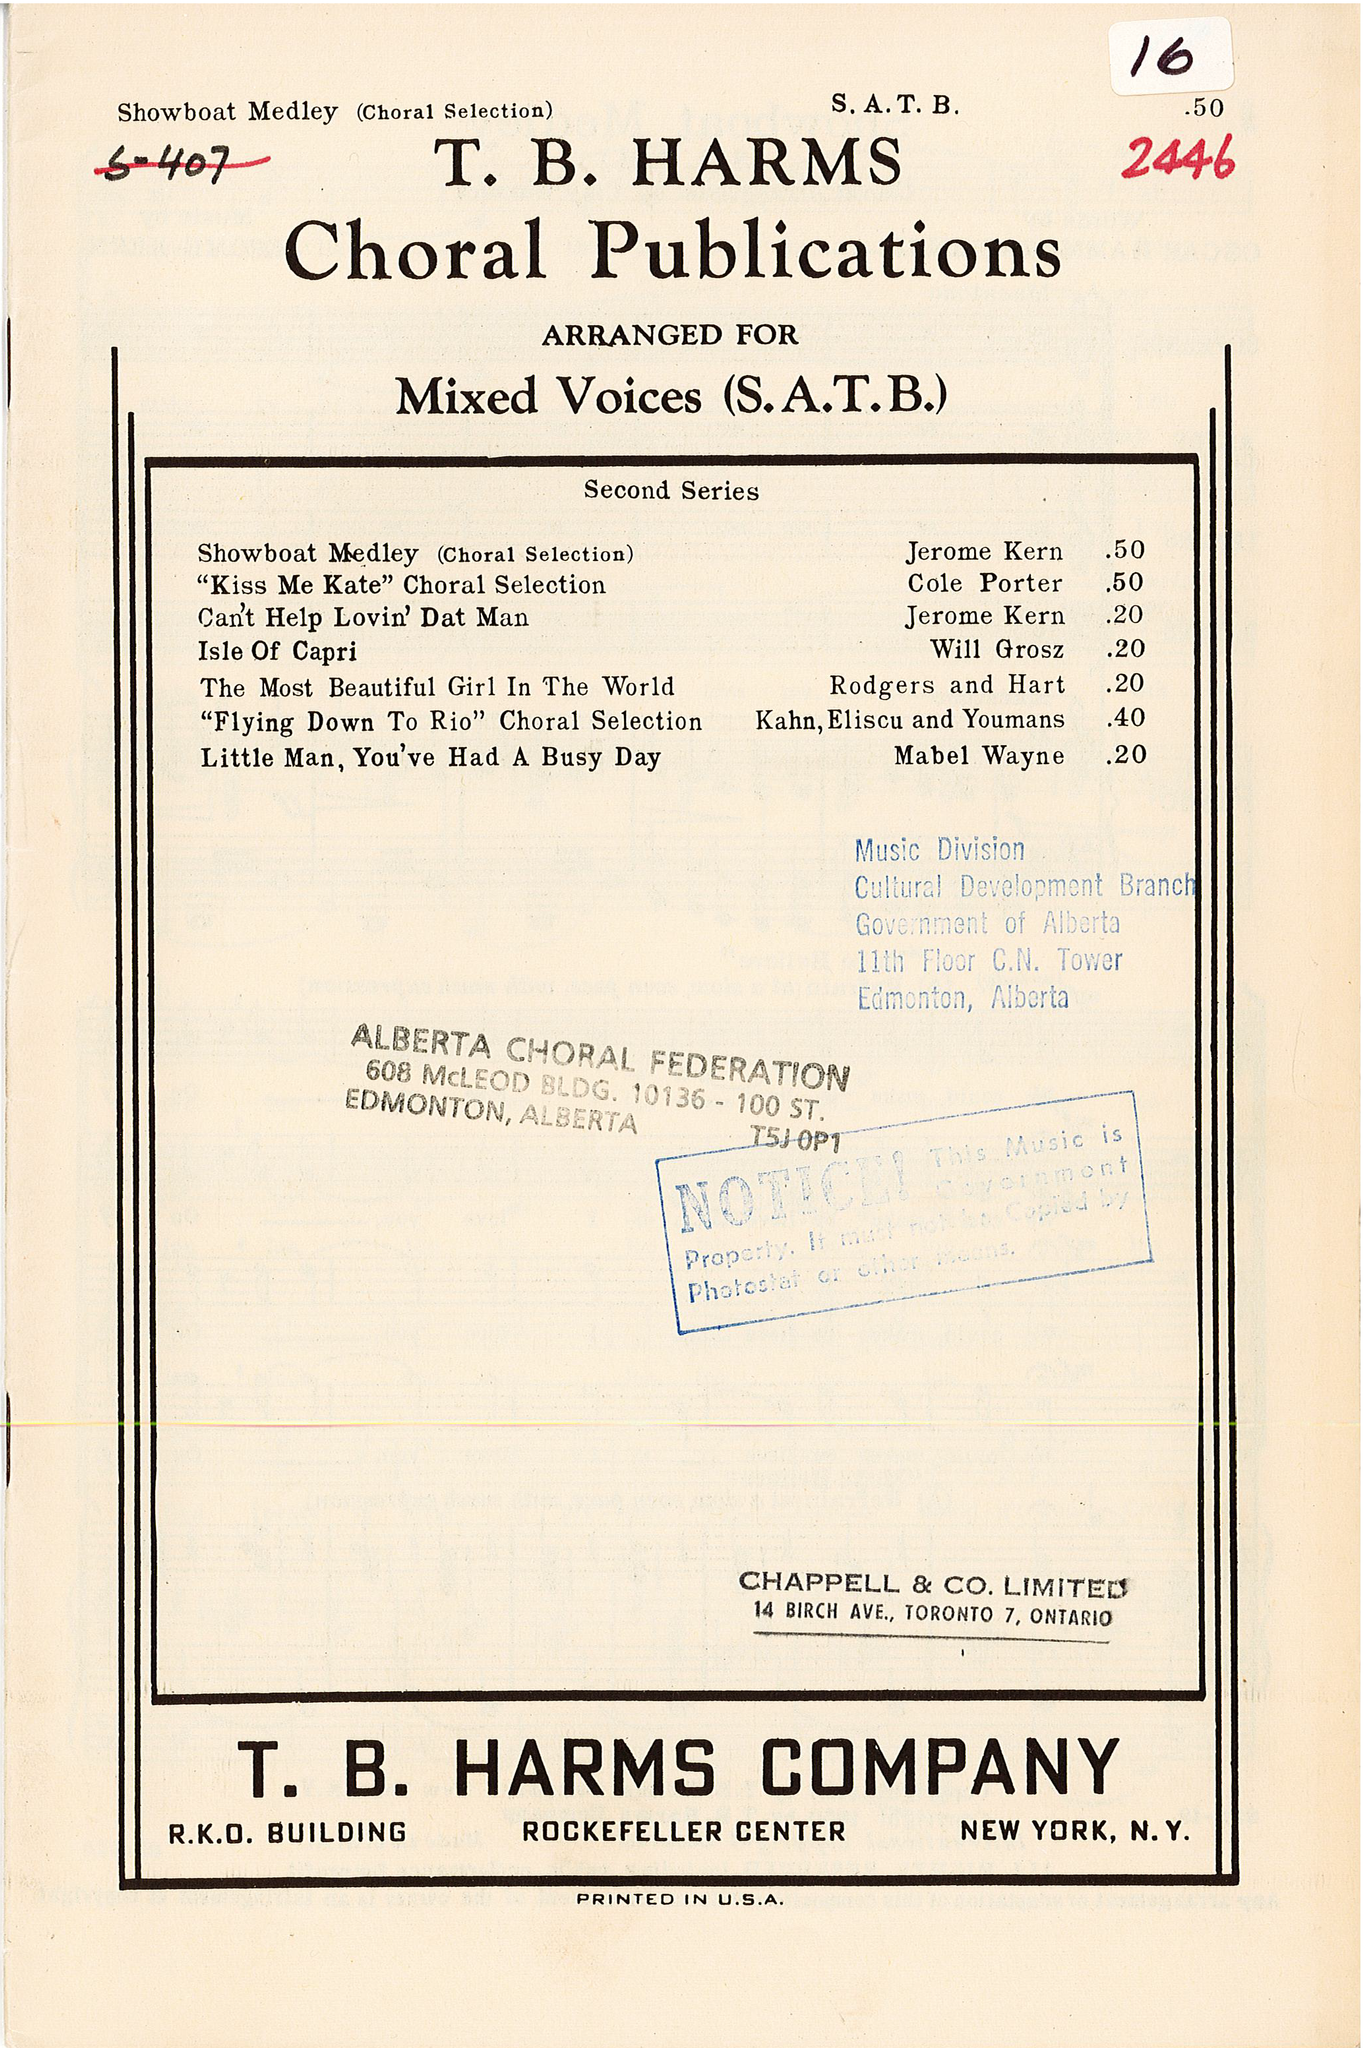 16
Showboat Medley (Choral Selection) S. A. T. B. .50
S-407 2446
T. B. HARMS
Choral Publications
ARRANGED FOR
Mixed Voices (S.A.T.B.)
Second Series
Showboat Medley (Choral Selection) Jerome Kern .50
“Kiss Me Kate” Choral Selection Cole Porter .50
Can't Help Lovin' Dat Man Jerome Kern .20
Isle Of Capri Will Grosz .20
The Most Beautiful Girl In The World Rodgers and Hart .20
“Flying Down To Rio” Choral Selection Kahn, Eliscu and Youmans .40
Little Man, You've Had A Busy Day Mabel Wayne .20
Music Division
Cultural Development Branch
Government of Alberta
11th Floor C.N. Tower
Edmonton, Alberta
ALBERTA CHORAL FEDERATION
608 McLEOD BLDG. 10136 - 100 ST.
EDMONTON, ALBERTA T5J 0P1
NOTICE! This Music is
Government
Property. It must not be Copied by
Photostat or other means.
CHAPPELL & CO. LIMITED
14 BIRCH AVE., TORONTO 7, ONTARIO
T. B. HARMS COMPANY
R.K.O. BUILDING ROCKEFELLER CENTER NEW YORK, N.Y.
PRINTED IN U.S.A.